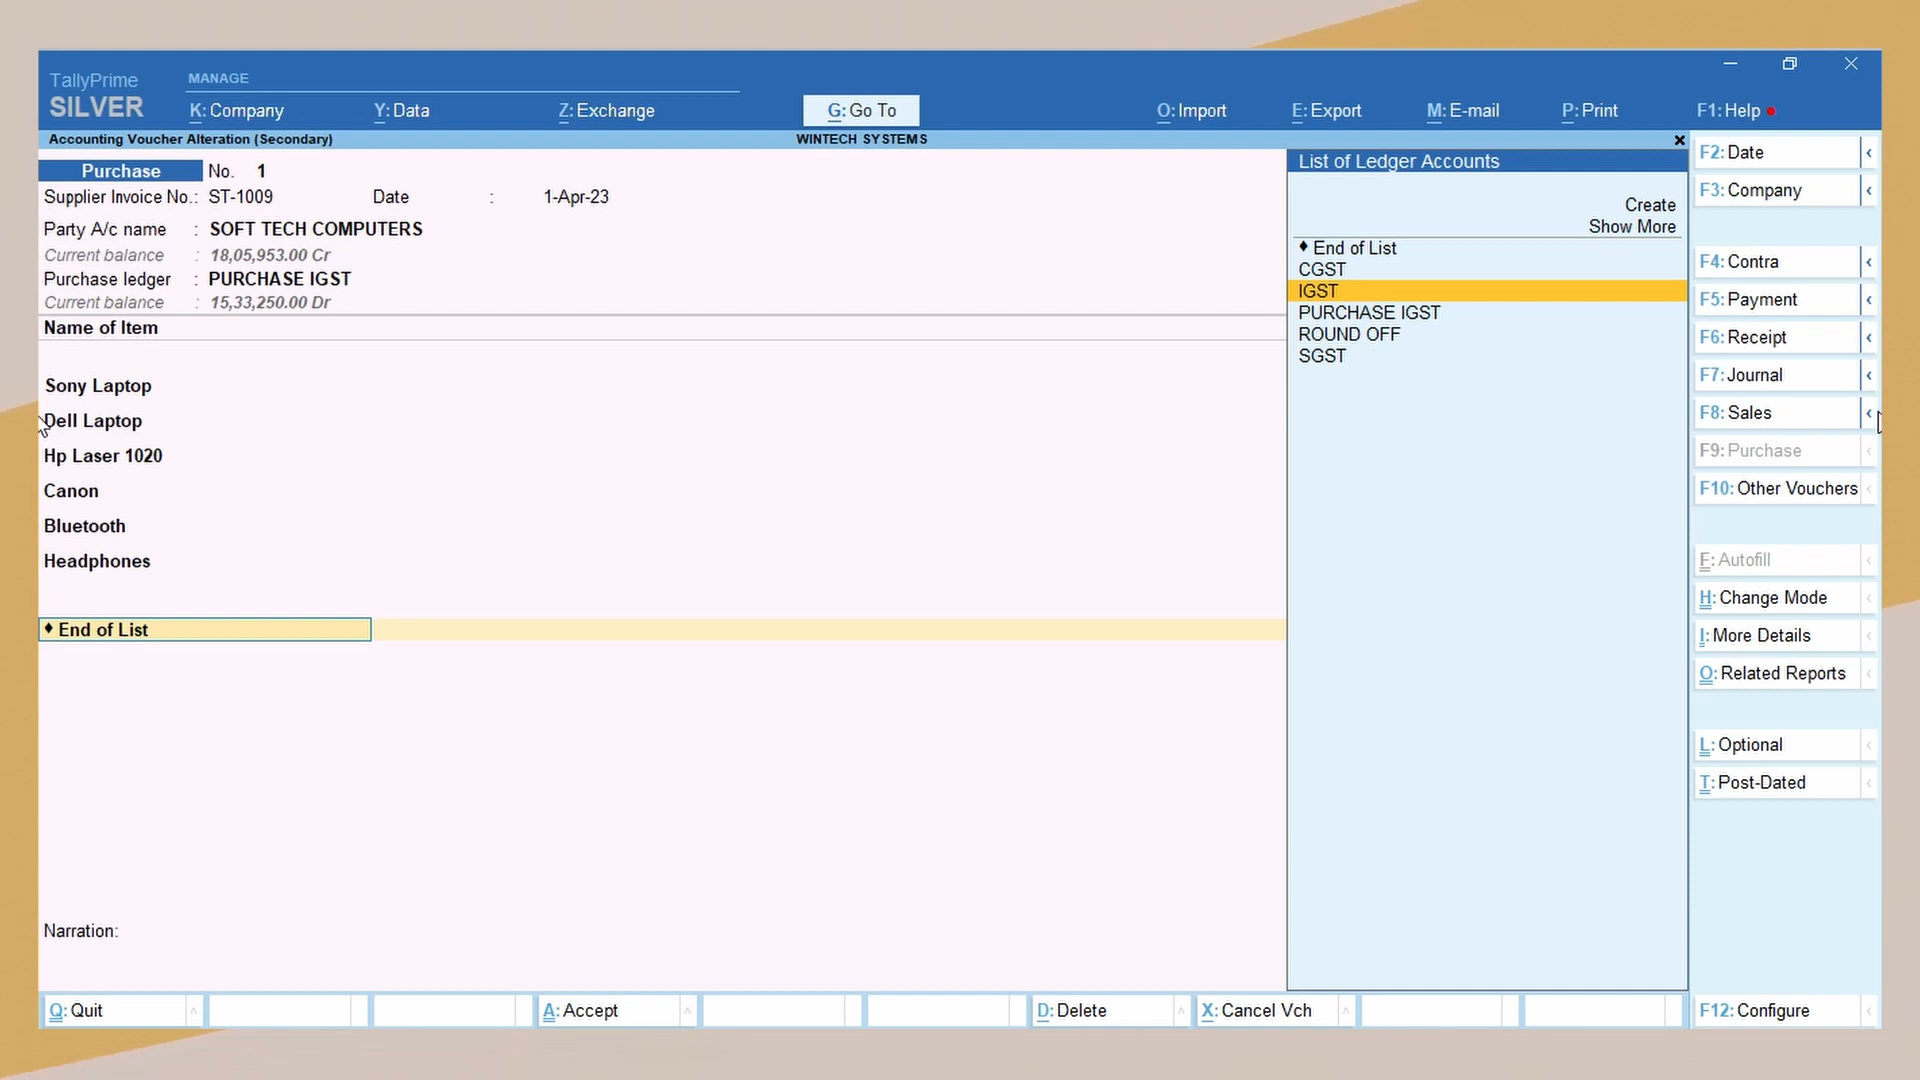 TallyPrime
SILVER
MANAGE
K: Company
Y: Data
Z: Exchange
G: Go To
O: Import
E: Export
M: E-mail
P: Print
F1: Help
Accounting Voucher Alteration (Secondary)
WINTECH SYSTEMS
Purchase No. 1
Supplier Invoice No.: ST-1009 Date : 1-Apr-23
Party A/c name : SOFT TECH COMPUTERS
Current balance : 18,05,953.00 Cr
Purchase ledger : PURCHASE IGST
Current balance : 15,33,250.00 Dr
Name of Item
Sony Laptop
Dell Laptop
Hp Laser 1020
Canon
Bluetooth
Headphones
♦ End of List
Narration:
List of Ledger Accounts
Create
Show More
♦ End of List
CGST
IGST
PURCHASE IGST
ROUND OFF
SGST
F2: Date
F3: Company
F4: Contra
F5: Payment
F6: Receipt
F7: Journal
F8: Sales
F9: Purchase
F10: Other Vouchers
F: Autofill
H: Change Mode
I: More Details
O: Related Reports
L: Optional
T: Post-Dated
F12: Configure
Q: Quit
A: Accept
D: Delete
X: Cancel Vch